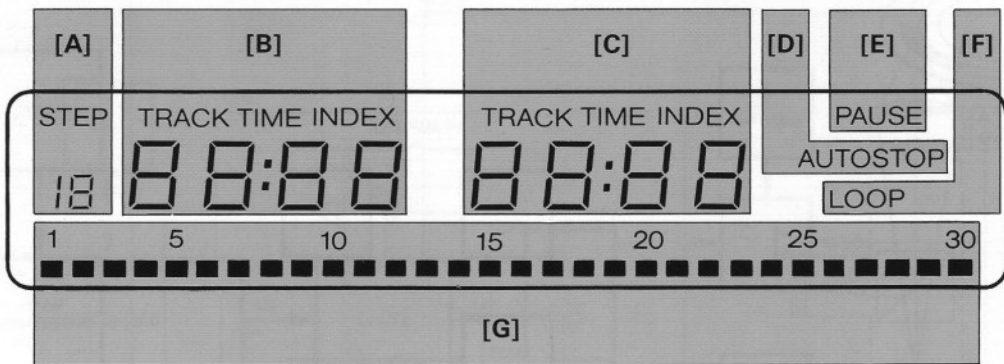 [A] [B] [C] [D] [E] [F]
STEP TRACK TIME INDEX TRACK TIME INDEX PAUSE
AUTOSTOP
18 88:88 88:88 LOOP
1 5 10 15 20 25 30
[G]